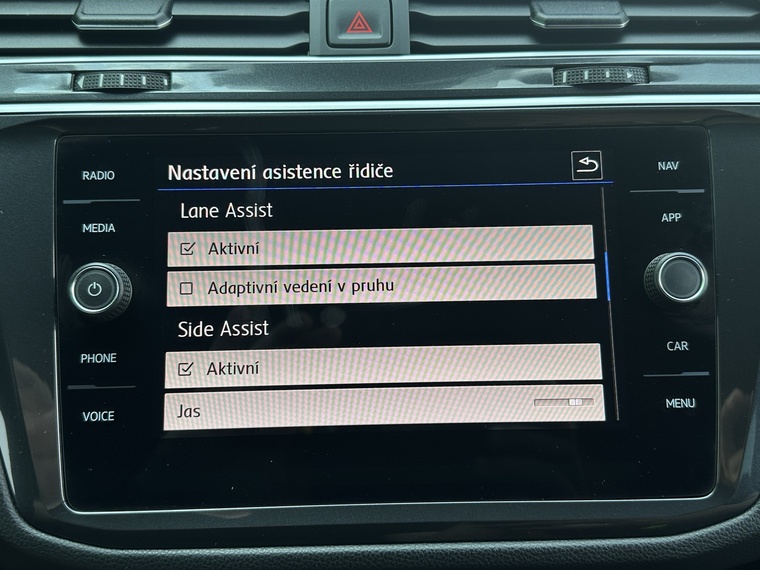 RADIO
MEDIA
PHONE
VOICE
Nastavení asistence řidiče
Lane Assist
Aktivní
Adaptivní vedení v pruhu
Side Assist
Aktivní
Jas
NAV
APP
CAR
MENU